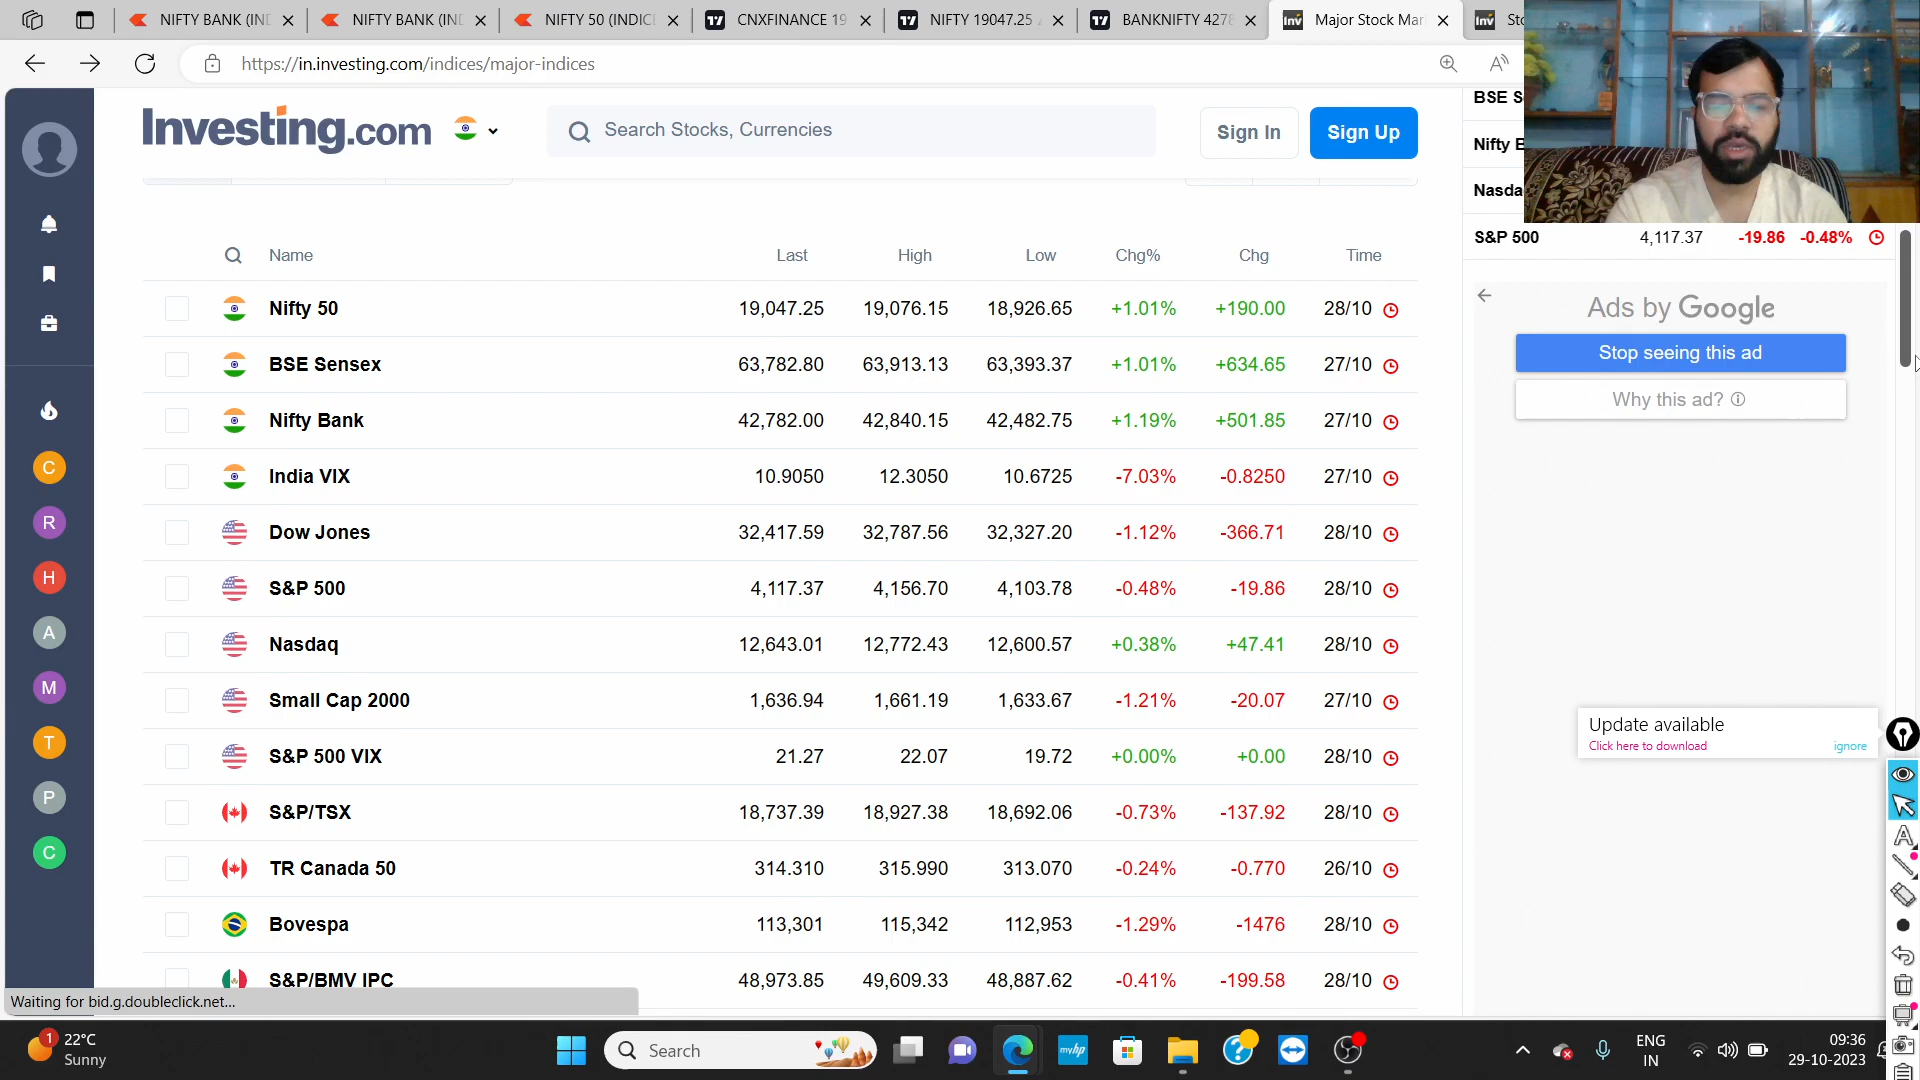 NIFTY BANK (IND
NIFTY BANK (IND
NIFTY 50 (INDICE
CNXFINANCE 19
NIFTY 19047.25
BANKNIFTY 4278
Major Stock Mar
Sto
https://in.investing.com/indices/major-indices
Investing.com
Search Stocks, Currencies
Sign In
Sign Up
BSE S
Nifty B
Nasda
S&P 500 4,117.37 -19.86 -0.48%
Name Last High Low Chg% Chg Time
Nifty 50 19,047.25 19,076.15 18,926.65 +1.01% +190.00 28/10
BSE Sensex 63,782.80 63,913.13 63,393.37 +1.01% +634.65 27/10
Nifty Bank 42,782.00 42,840.15 42,482.75 +1.19% +501.85 27/10
India VIX 10.9050 12.3050 10.6725 -7.03% -0.8250 27/10
Dow Jones 32,417.59 32,787.56 32,327.20 -1.12% -366.71 28/10
S&P 500 4,117.37 4,156.70 4,103.78 -0.48% -19.86 28/10
Nasdaq 12,643.01 12,772.43 12,600.57 +0.38% +47.41 28/10
Small Cap 2000 1,636.94 1,661.19 1,633.67 -1.21% -20.07 27/10
S&P 500 VIX 21.27 22.07 19.72 +0.00% +0.00 28/10
S&P/TSX 18,737.39 18,927.38 18,692.06 -0.73% -137.92 28/10
TR Canada 50 314.310 315.990 313.070 -0.24% -0.770 26/10
Bovespa 113,301 115,342 112,953 -1.29% -1476 28/10
S&P/BMV IPC 48,973.85 49,609.33 48,887.62 -0.41% -199.58 28/10
C
R
H
A
M
T
P
C
Ads by Google
Stop seeing this ad
Why this ad?
Update available
Click here to download ignore
Waiting for bid.g.doubleclick.net...
1
22°C
Sunny
Search
myhp
ENG
IN
09:36
29-10-2023